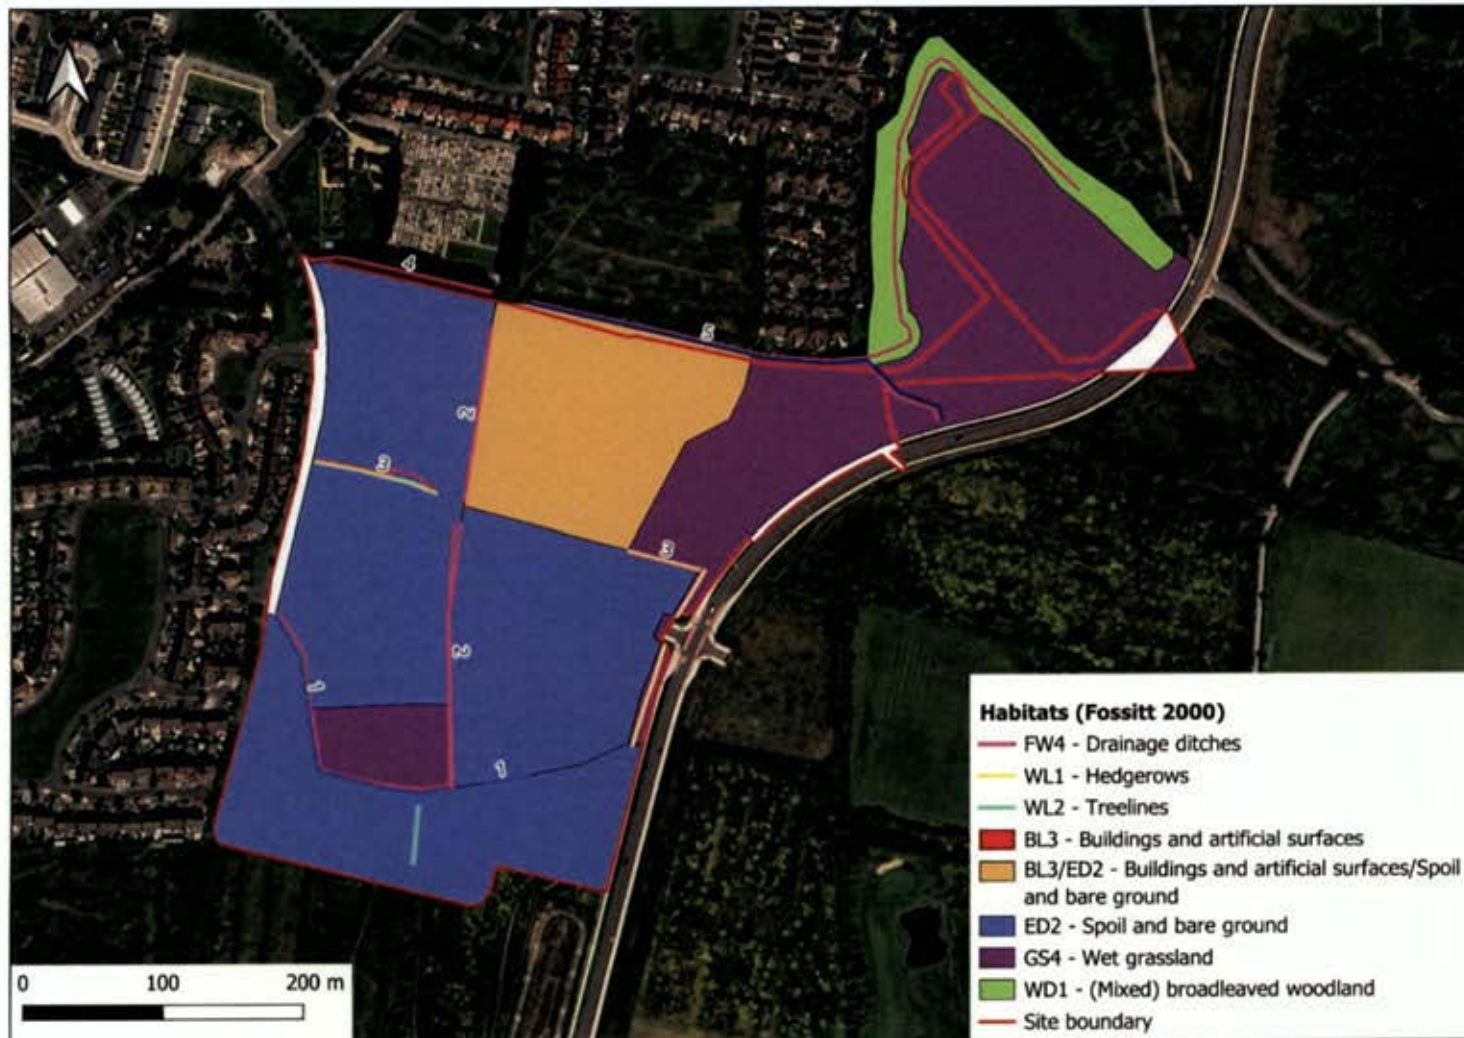 4
5
2
3
3
2
1
1
Habitats (Fossitt 2000)
FW4 - Drainage ditches
WL1 - Hedgerows
WL2 - Treelines
BL3 - Buildings and artificial surfaces
BL3/ED2 - Buildings and artificial surfaces/Spoil
and bare ground
ED2 - Spoil and bare ground
GS4 - Wet grassland
WD1 - (Mixed) broadleaved woodland
Site boundary
0 100 200 m